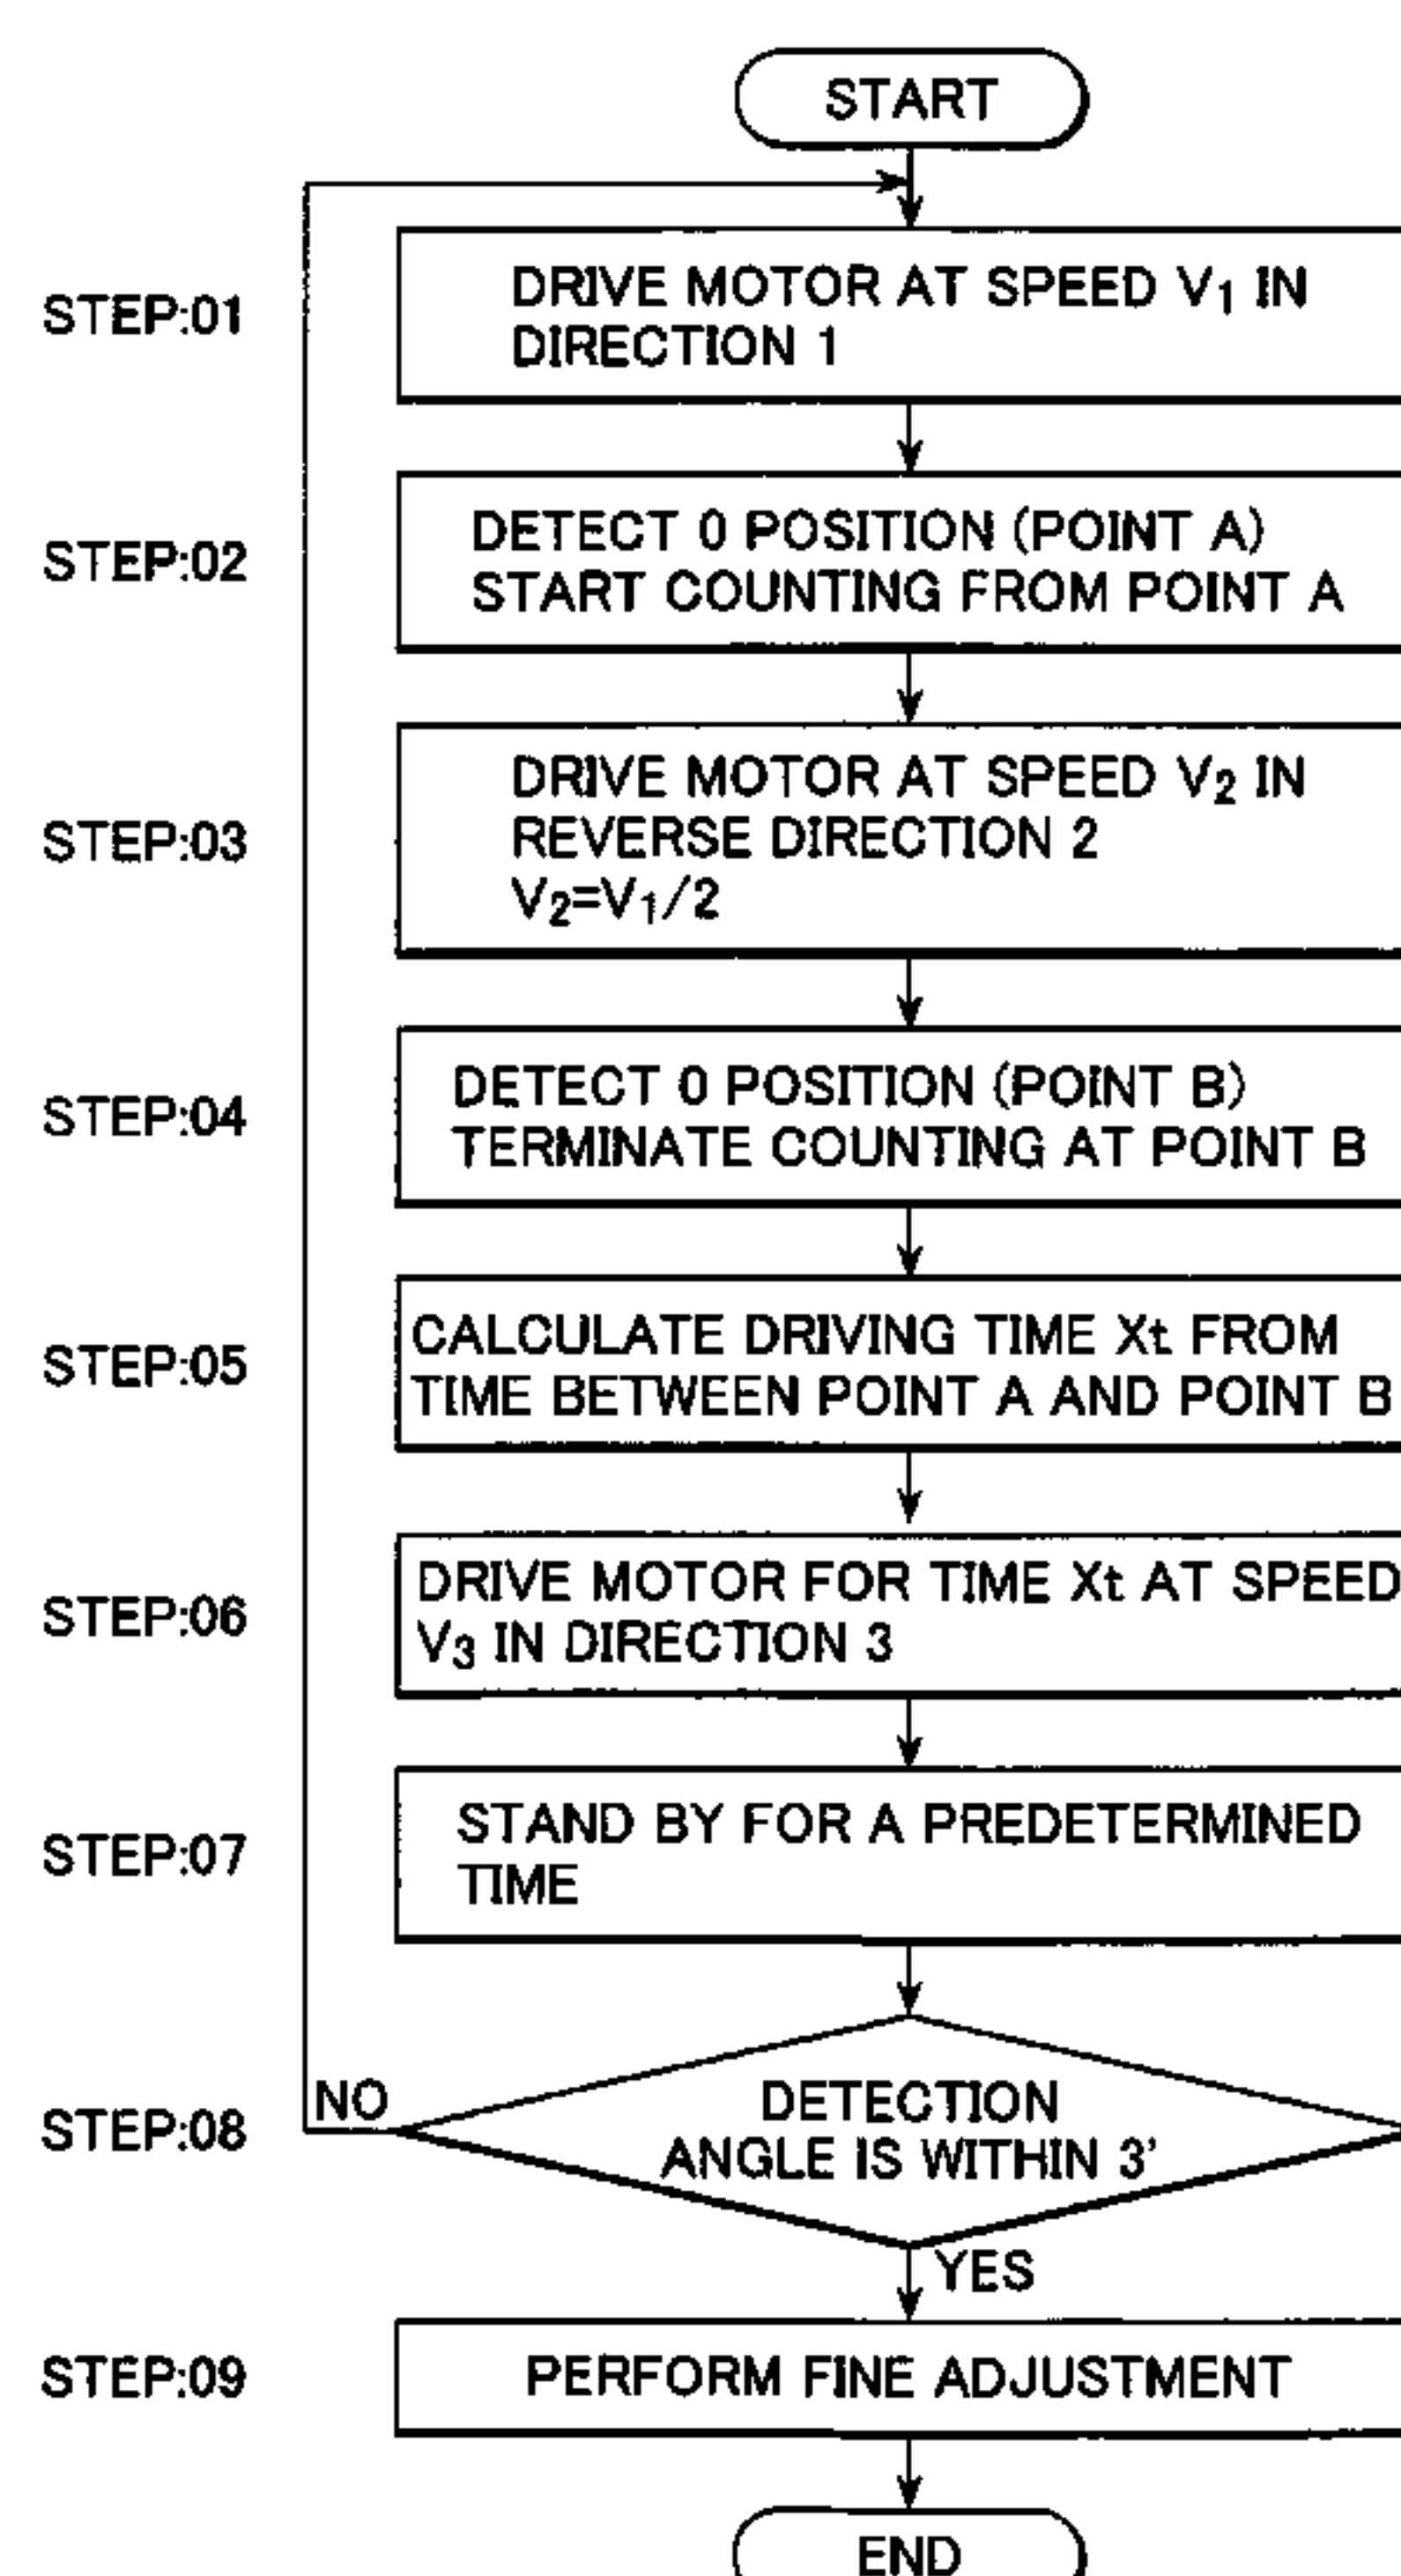 START
STEP:01
DRIVE MOTOR AT SPEED V₁ IN
DIRECTION 1
STEP:02
DETECT 0 POSITION (POINT A)
START COUNTING FROM POINT A
STEP:03
DRIVE MOTOR AT SPEED V₂ IN
REVERSE DIRECTION 2
V₂=V₁/2
STEP:04
DETECT 0 POSITION (POINT B)
TERMINATE COUNTING AT POINT B
STEP:05
CALCULATE DRIVING TIME Xt FROM
TIME BETWEEN POINT A AND POINT B
STEP:06
DRIVE MOTOR FOR TIME Xt AT SPEED
V₃ IN DIRECTION 3
STEP:07
STAND BY FOR A PREDETERMINED
TIME
STEP:08
NO
DETECTION
ANGLE IS WITHIN 3'
YES
STEP:09
PERFORM FINE ADJUSTMENT
END